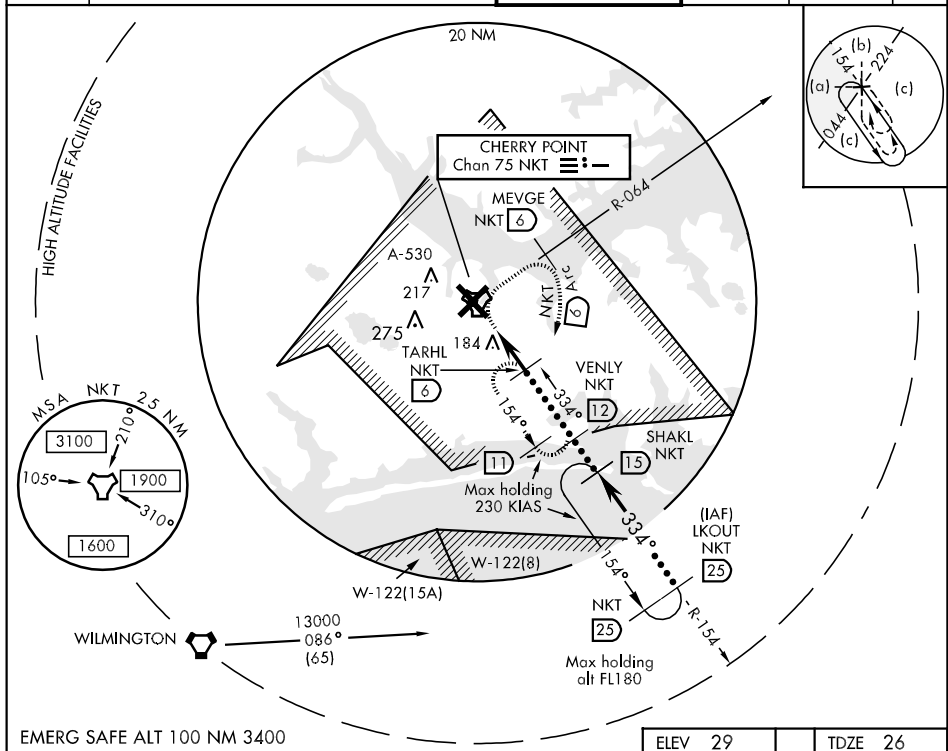 20 NM
HIGH ALTITUDE FACILITIES
CHERRY POINT
Chan 75 NKT
MEVGE
NKT 6
R-064
A-530
217
275
184
NKT 6 Arc
TARHL
NKT
6
334°
VENLY
NKT
12
154°
11
SHAKL
NKT
15
Max holding
230 KIAS
334°
(IAF)
LKOUT
NKT
25
154°
NKT
25
R-154
Max holding
alt FL180
W-122(8)
W-122(15A)
MSA NKT 25 NM
3100
210°
105°
1900
310°
1600
WILMINGTON
13000
086°
(65)
154
(b)
224
(a)
(c)
044
(c)
EMERG SAFE ALT 100 NM 3400
ELEV 29
TDZE 26